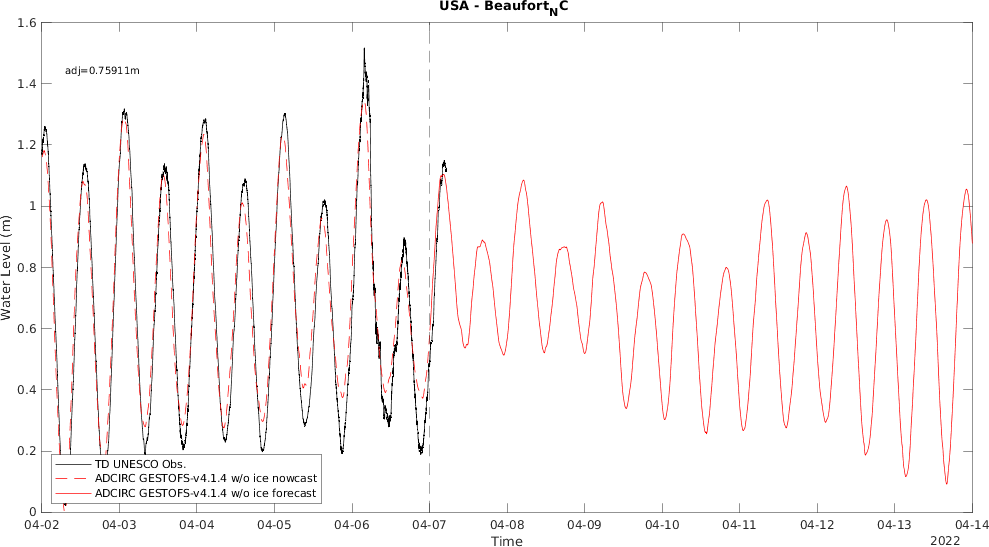 USA - Beaufort_NC
1.6
1.4
1.2
1
0.8
0.6
0.4
0.2
0
Water Level (m)
adj=0.75911m
TD UNESCO Obs.
ADCIRC GESTOFS-v4.1.4 w/o ice nowcast
ADCIRC GESTOFS-v4.1.4 w/o ice forecast
04-02 04-03 04-04 04-05 04-06 04-07 04-08 04-09 04-10 04-11 04-12 04-13 04-14
Time
2022